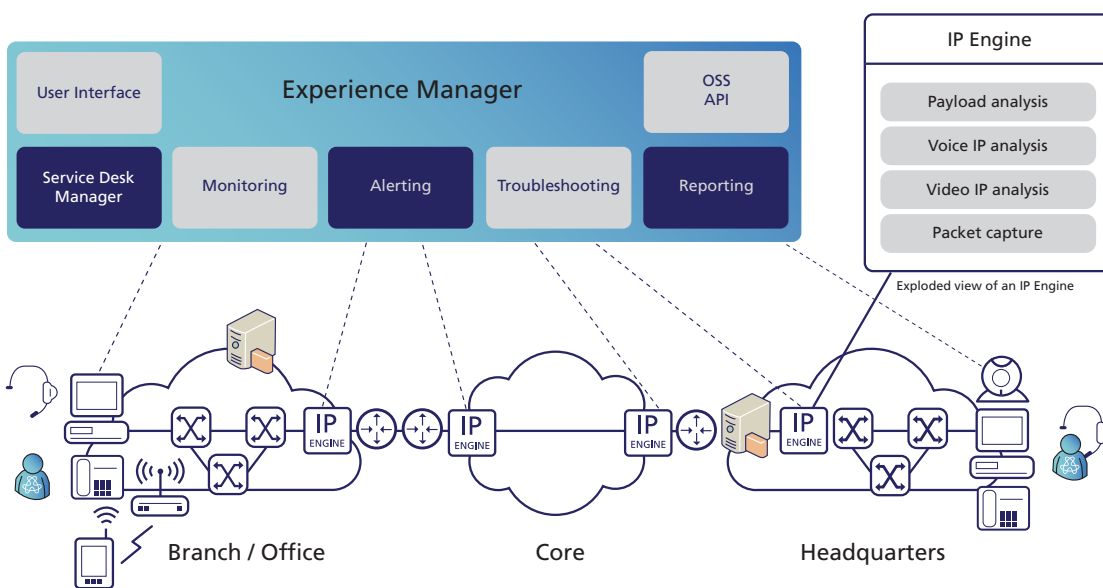 Experience Manager
User Interface
OSS
API
Service Desk
Manager
Monitoring
Alerting
Troubleshooting
Reporting
IP Engine
Payload analysis
Voice IP analysis
Video IP analysis
Packet capture
Exploded view of an IP Engine
IP
ENGINE
IP
ENGINE
IP
ENGINE
IP
ENGINE
Branch / Office
Core
Headquarters